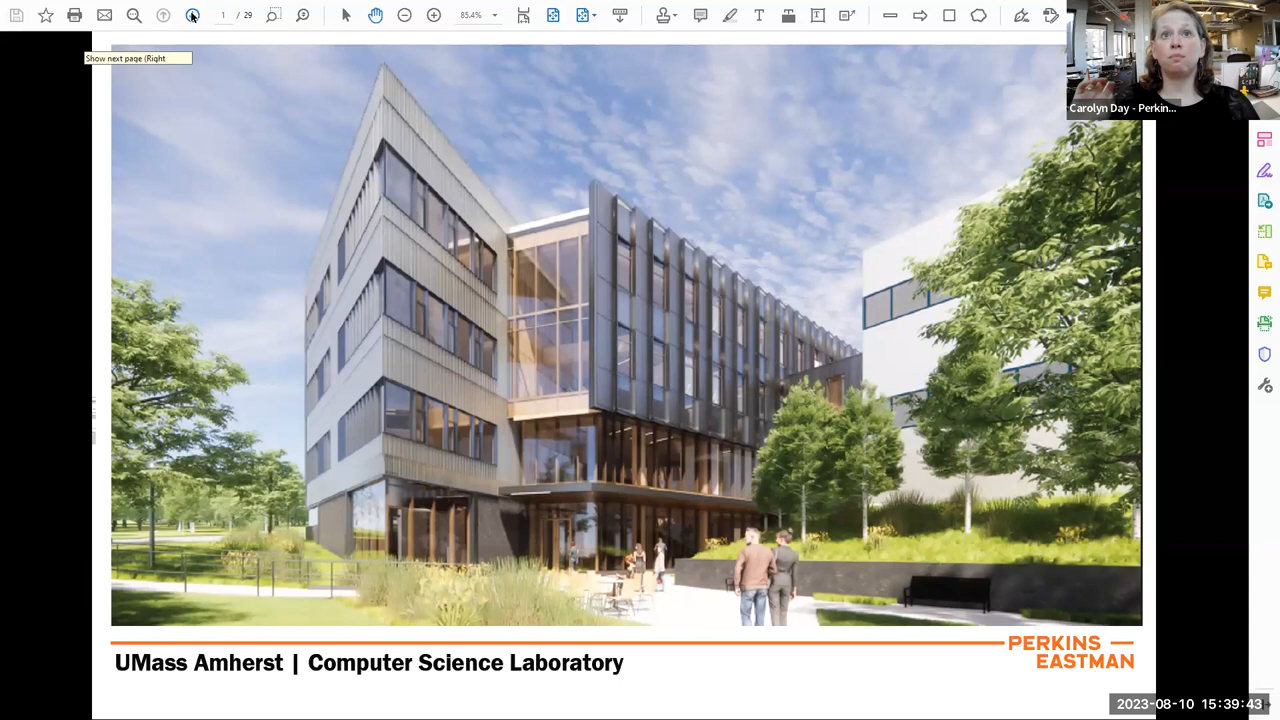 1 / 29
85.4%
Show next page (Right
Carolyn Day - Perkin...
UMass Amherst | Computer Science Laboratory
PERKINS
EASTMAN
2023-08-10 15:39:43